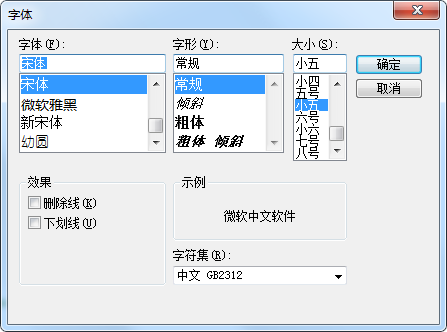 字体
字体(F):
宋体
宋体
微软雅黑
新宋体
幼圆
字形(Y):
常规
常规
倾斜
粗体
粗体 倾斜
大小(S):
小五
小四
五号
小五
六号
小六
七号
八号
确定
取消
效果
删除线(K)
下划线(U)
示例
微软中文软件
字符集(R):
中文 GB2312